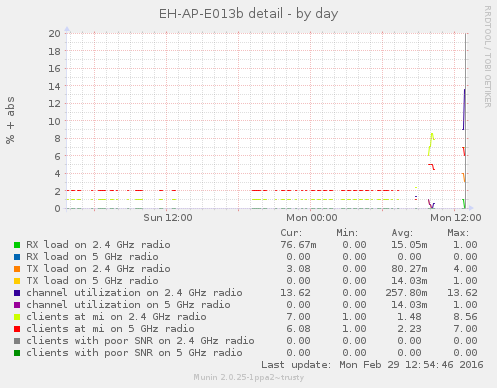 EH-AP-E013b detail - by day
RRDTOOL / TOBI OETIKER
% + abs
20
18
16
14
12
10
8
6
4
2
0
Sun 12:00 Mon 00:00 Mon 12:00
Cur: Min: Avg: Max:
RX load on 2.4 GHz radio 76.67m 0.00 15.05m 1.00
RX load on 5 GHz radio 0.00 0.00 0.00 0.00
TX load on 2.4 GHz radio 3.08 0.00 80.27m 4.00
TX load on 5 GHz radio 0.00 0.00 14.03m 1.00
channel utilization on 2.4 GHz radio 13.62 0.00 257.80m 13.62
channel utilization on 5 GHz radio 0.00 0.00 14.03m 1.00
clients at mi on 2.4 GHz radio 7.00 1.00 1.48 8.56
clients at mi on 5 GHz radio 6.08 1.00 2.23 7.00
clients with poor SNR on 2.4 GHz radio 0.00 0.00 0.00 0.00
clients with poor SNR on 5 GHz radio 0.00 0.00 0.00 0.00
Last update: Mon Feb 29 12:54:46 2016
Munin 2.0.25-1ppa2~trusty